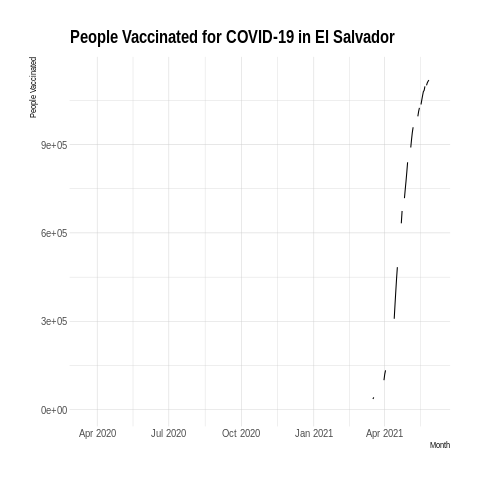 People Vaccinated for COVID-19 in El Salvador
People Vaccinated
9e+05
6e+05
3e+05
0e+00
Apr 2020 Jul 2020 Oct 2020 Jan 2021 Apr 2021
Month